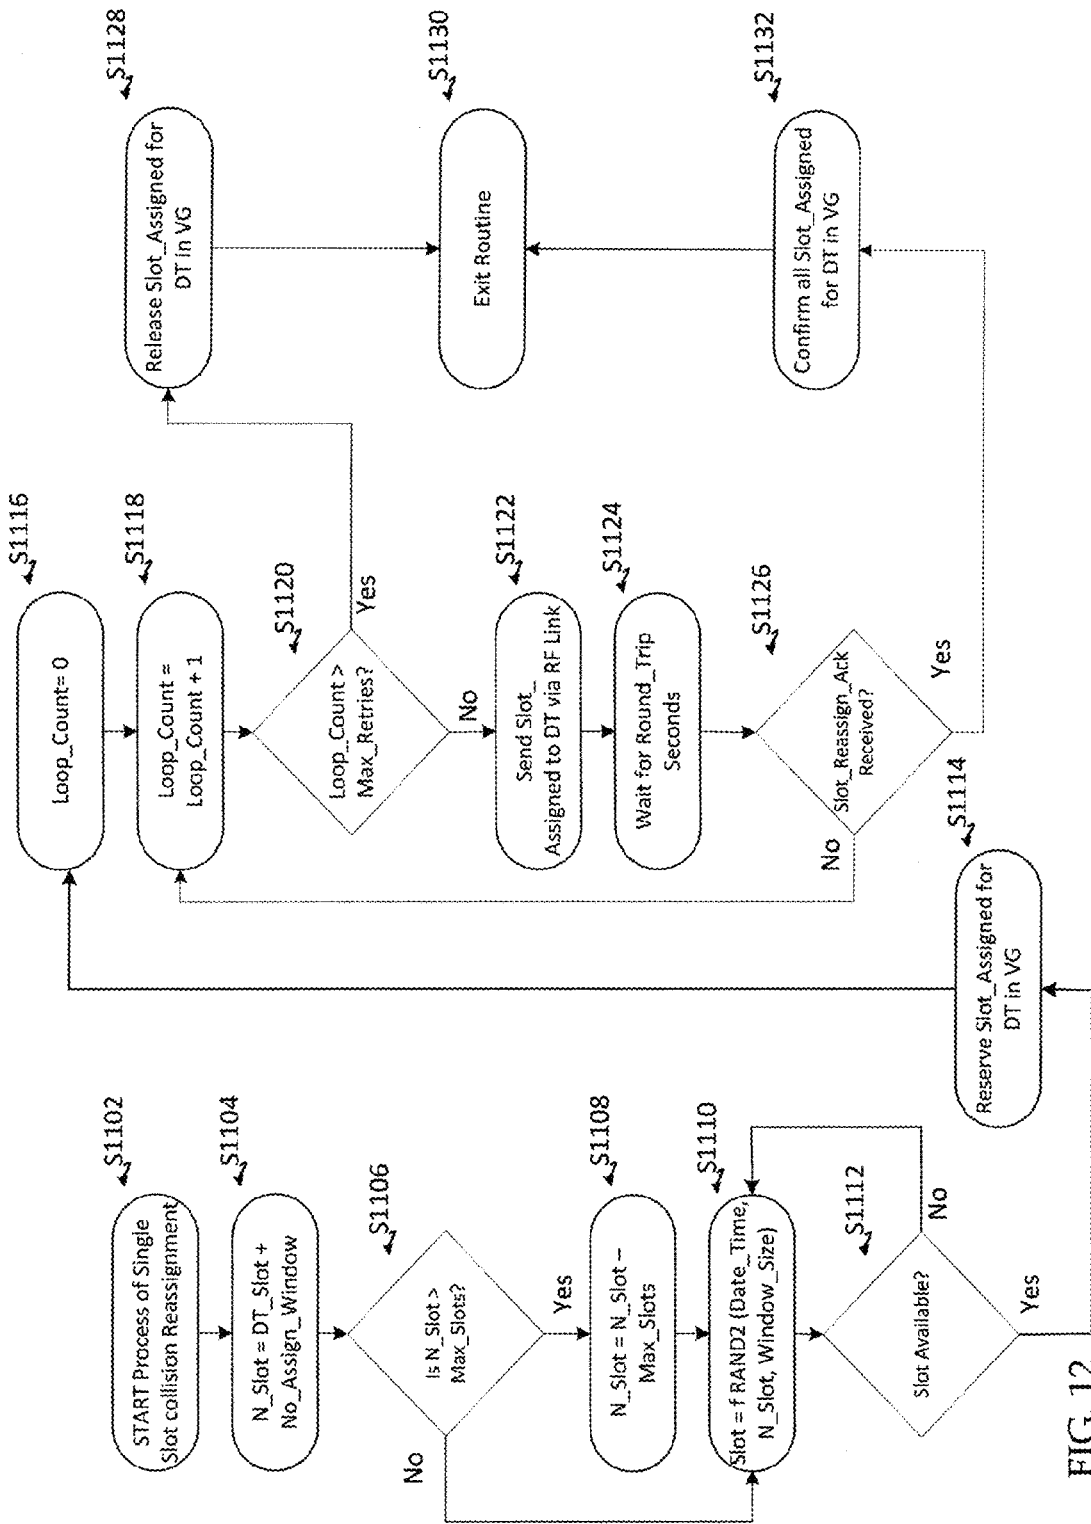 START Process of Single
Slot collision Reassignment
S1102
N_Slot = DT_Slot +
No_Assign_Window
S1104
Is N_Slot >
Max_Slots?
S1106
No
Yes
N_Slot = N_Slot –
Max_Slots
S1108
Slot = f RAND2 (Date_Time,
N_Slot, Window_Size)
S1110
Slot Available?
S1112
No
Yes
Reserve Slot_Assigned for
DT in VG
S1114
Loop_Count= 0
S1116
Loop_Count =
Loop_Count + 1
S1118
Loop_Count >
Max_Retries?
S1120
Yes
No
Send Slot_
Assigned to DT via RF Link
S1122
Wait for Round_Trip
Seconds
S1124
Slot_Reassign_Ack
Received?
S1126
No
Yes
Release Slot_Assigned for
DT in VG
S1128
Exit Routine
S1130
Confirm all Slot_Assigned
for DT in VG
S1132
FIG. 12